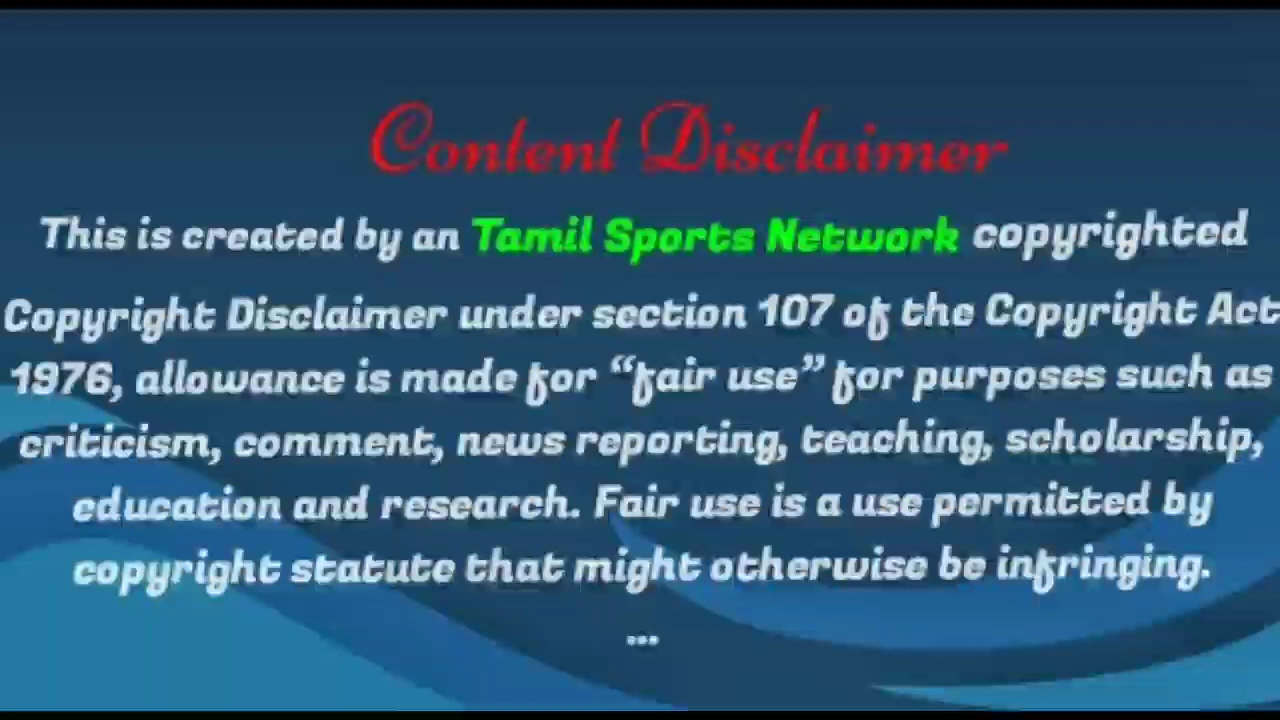 Content Disclaimer
This is created by an Tamil Sports Network copyrighted
Copyright Disclaimer under section 107 of the Copyright Act
1976, allowance is made for “fair use” for purposes such as
criticism, comment, news reporting, teaching, scholarship,
education and research. Fair use is a use permitted by
copyright statute that might otherwise be infringing.
...